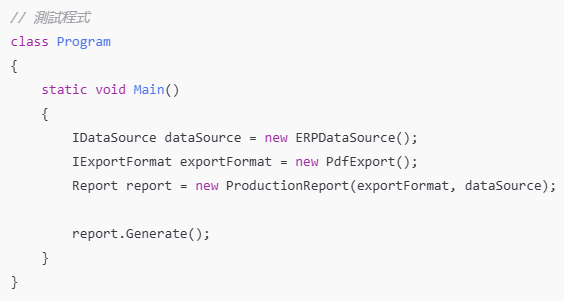 // 測試程式
class Program
{
    static void Main()
    {
        IDataSource dataSource = new ERPDataSource();
        IExportFormat exportFormat = new PdfExport();
        Report report = new ProductionReport(exportFormat, dataSource);

        report.Generate();
    }
}